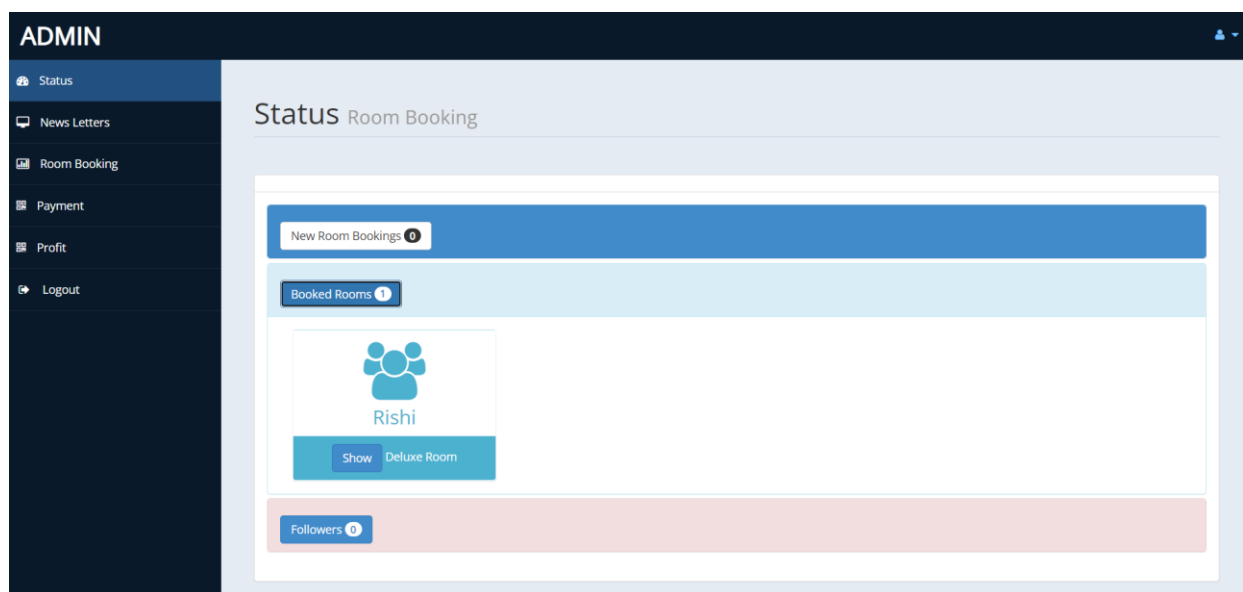 ADMIN
Status
News Letters
Room Booking
Payment
Profit
Logout
Status Room Booking
New Room Bookings 0
Booked Rooms 1
Rishi
Show Deluxe Room
Followers 0